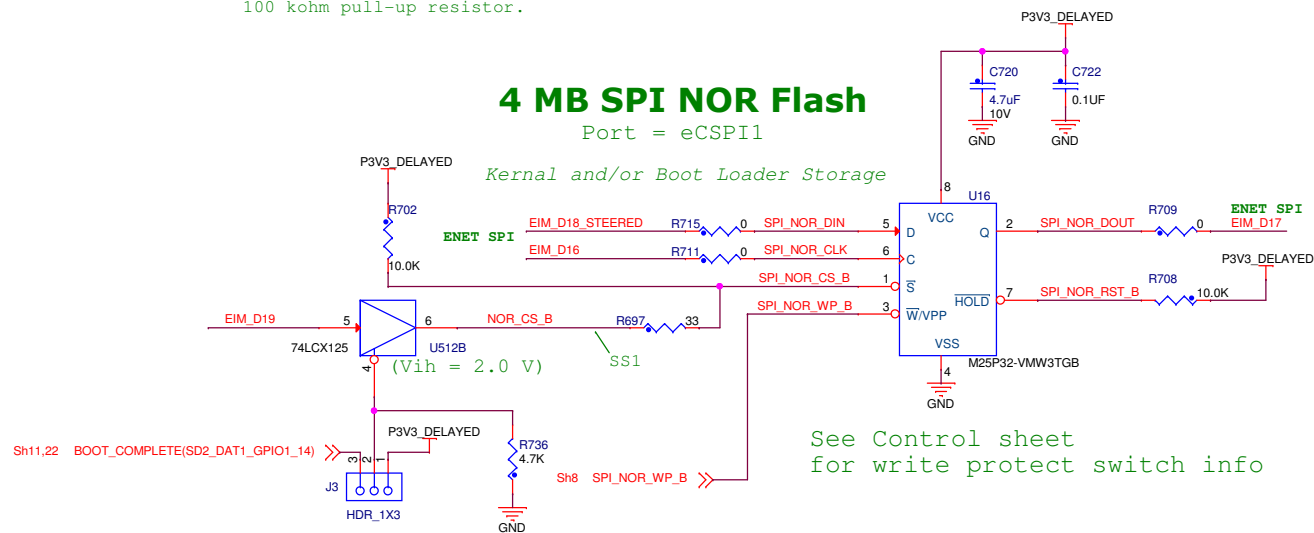 100 kohm pull-up resistor.
P3V3_DELAYED
C720
4.7uF
10V
GND
C722
0.1UF
GND
4 MB SPI NOR Flash
Port = eCSPI1
Kernal and/or Boot Loader Storage
P3V3_DELAYED
R702
10.0K
ENET SPI
EIM_D18_STEERED
R715
0
SPI_NOR_DIN
5
EIM_D16
R711
0
SPI_NOR_CLK
6
SPI_NOR_CS_B
1
SPI_NOR_WP_B
3
8
U16
VCC
D
Q
C
S
HOLD
W/VPP
VSS
M25P32-VMW3TGB
4
GND
2
SPI_NOR_DOUT
R709
0
ENET SPI
EIM_D17
7
SPI_NOR_RST_B
R708
10.0K
P3V3_DELAYED
EIM_D19
5
6
NOR_CS_B
R697
33
74LCX125
U512B
4
(Vih = 2.0 V)
SS1
Sh11,22 BOOT_COMPLETE(SD2_DAT1_GPIO1_14)
P3V3_DELAYED
3
2
1
J3
HDR_1X3
R736
4.7K
GND
Sh8 SPI_NOR_WP_B
See Control sheet
for write protect switch info